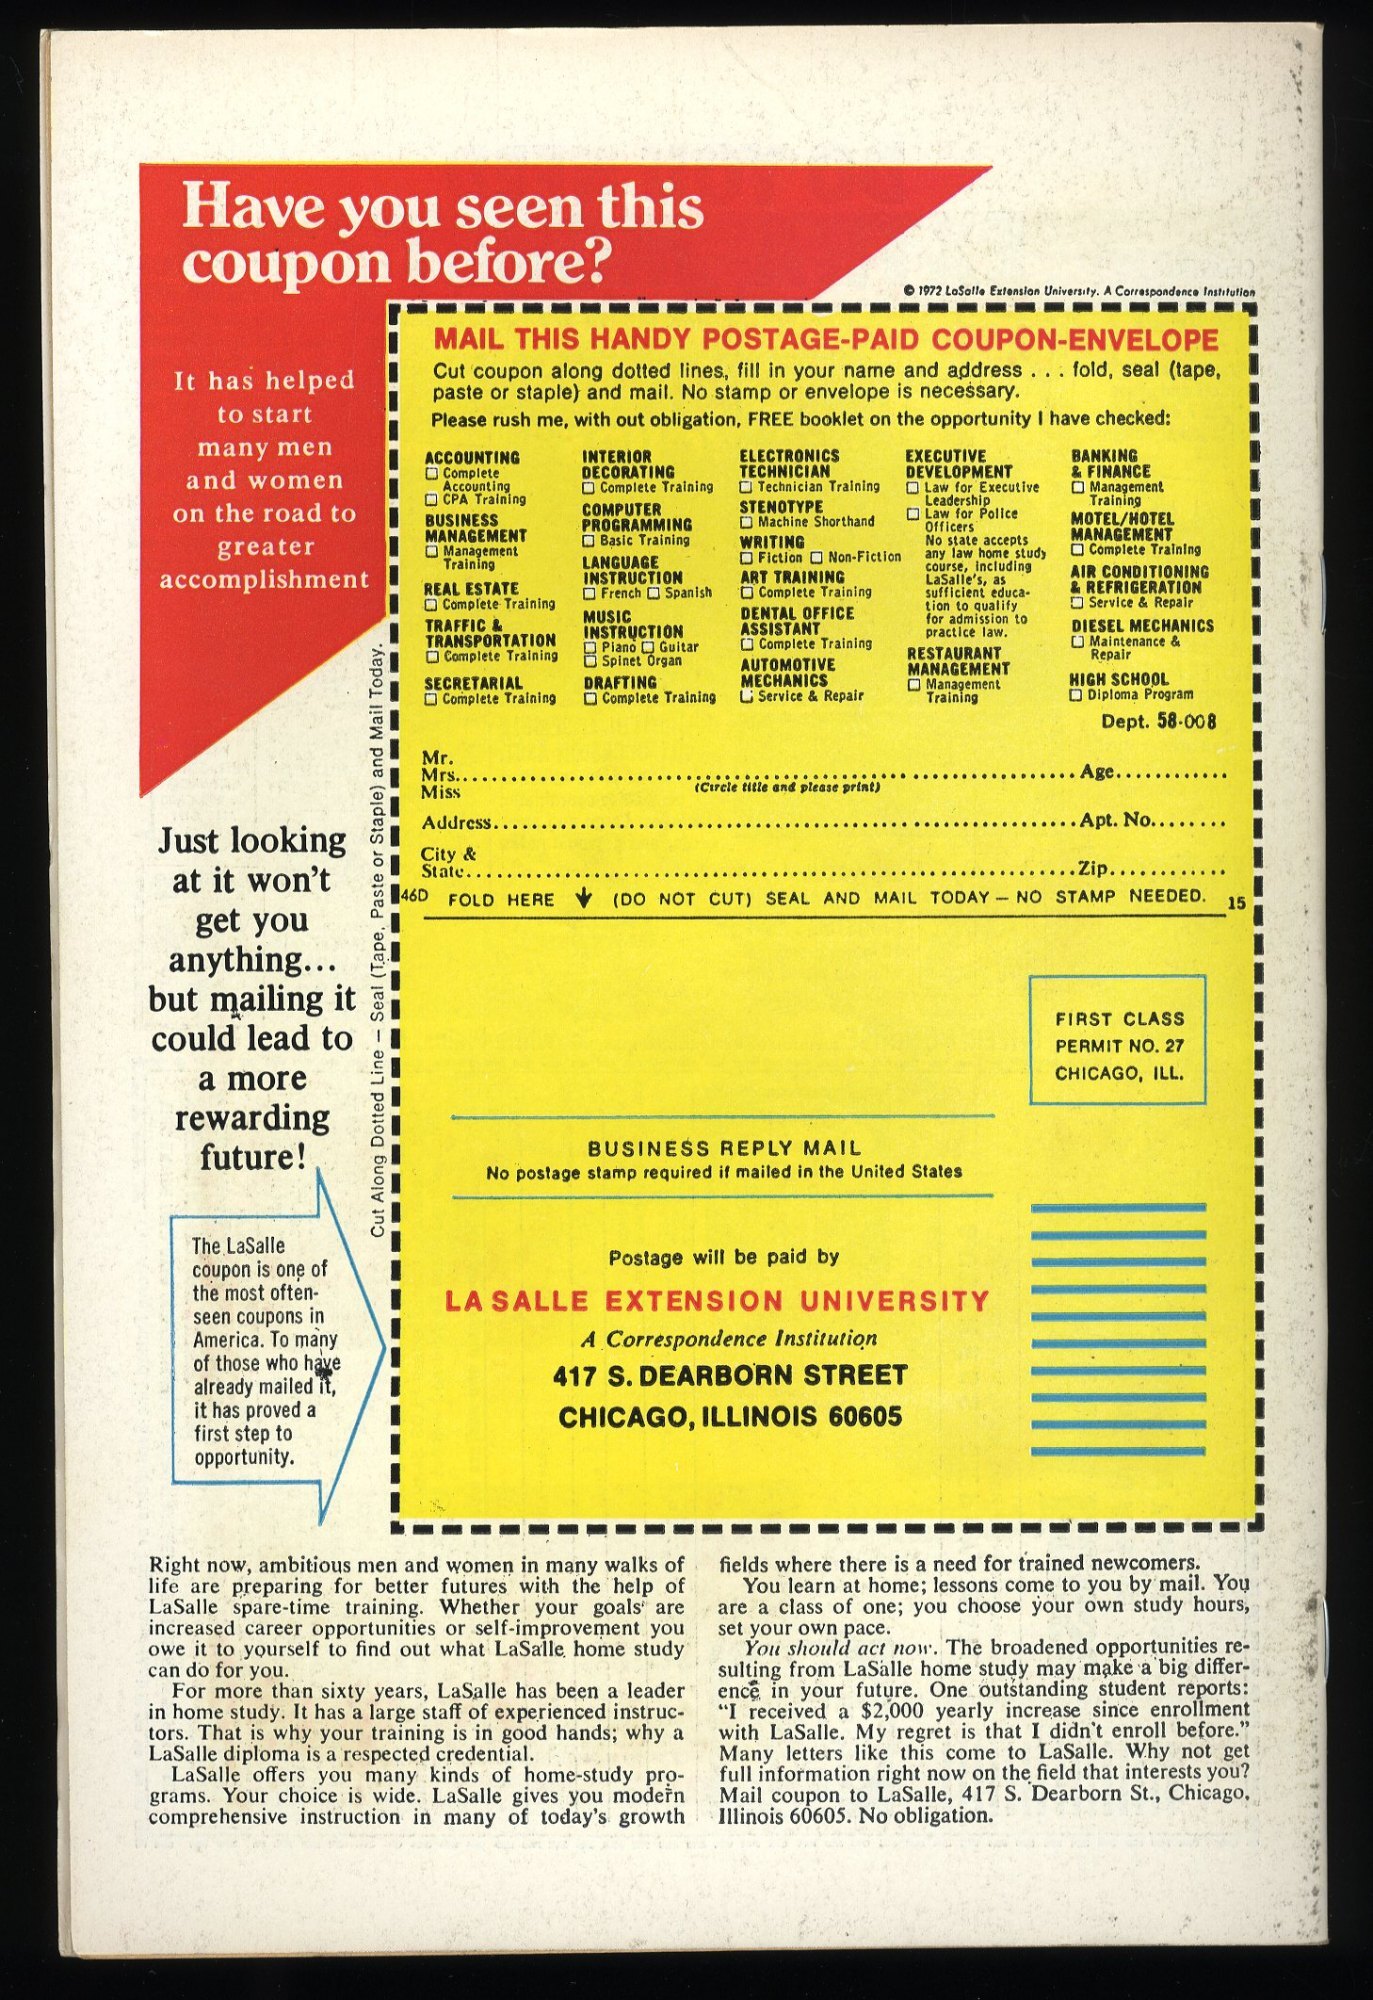 Have you seen this
coupon before?
© 1972 LaSalle Extension University. A Correspondence Institution
It has helped
to start
many men
and women
on the road to
greater
accomplishment
Just looking
at it won't
get you
anything...
but mailing it
could lead to
a more
rewarding
future!
The LaSalle
coupon is one of
the most often-
seen coupons in
America. To many
of those who have
already mailed it,
it has proved a
first step to
opportunity.
Cut Along Dotted Line – Seal (Tape, Paste or Staple) and Mail Today.
MAIL THIS HANDY POSTAGE-PAID COUPON-ENVELOPE
Cut coupon along dotted lines, fill in your name and address . . . fold, seal (tape,
paste or staple) and mail. No stamp or envelope is necessary.
Please rush me, with out obligation, FREE booklet on the opportunity I have checked:
ACCOUNTING
☐ Complete
Accounting
☐ CPA Training
BUSINESS
MANAGEMENT
☐ Management
Training
REAL ESTATE
☐ Complete Training
TRAFFIC &
TRANSPORTATION
☐ Complete Training
SECRETARIAL
☐ Complete Training
INTERIOR
DECORATING
☐ Complete Training
COMPUTER
PROGRAMMING
☐ Basic Training
LANGUAGE
INSTRUCTION
☐ French ☐ Spanish
MUSIC
INSTRUCTION
☐ Piano ☐ Guitar
☐ Spinet Organ
DRAFTING
☐ Complete Training
ELECTRONICS
TECHNICIAN
☐ Technician Training
STENOTYPE
☐ Machine Shorthand
WRITING
☐ Fiction ☐ Non-Fiction
ART TRAINING
☐ Complete Training
DENTAL OFFICE
ASSISTANT
☐ Complete Training
AUTOMOTIVE
MECHANICS
☐ Service & Repair
EXECUTIVE
DEVELOPMENT
☐ Law for Executive
Leadership
☐ Law for Police
Officers
No state accepts
any law home study
course, including
LaSalle's, as
sufficient educa-
tion to qualify
for admission to
practice law.
RESTAURANT
MANAGEMENT
☐ Management
Training
BANKING
& FINANCE
☐ Management
Training
MOTEL/HOTEL
MANAGEMENT
☐ Complete Training
AIR CONDITIONING
& REFRIGERATION
☐ Service & Repair
DIESEL MECHANICS
☐ Maintenance &
Repair
HIGH SCHOOL
☐ Diploma Program
Dept. 58-008
Mr.
Mrs. Age
Miss (Circle title and please print)
Address Apt. No.
City &
State Zip
46D FOLD HERE ↓ (DO NOT CUT) SEAL AND MAIL TODAY – NO STAMP NEEDED. 15
FIRST CLASS
PERMIT NO. 27
CHICAGO, ILL.
BUSINESS REPLY MAIL
No postage stamp required if mailed in the United States
Postage will be paid by
LA SALLE EXTENSION UNIVERSITY
A Correspondence Institution
417 S. DEARBORN STREET
CHICAGO, ILLINOIS 60605
Right now, ambitious men and women in many walks of
life are preparing for better futures with the help of
LaSalle spare-time training. Whether your goals are
increased career opportunities or self-improvement you
owe it to yourself to find out what LaSalle home study
can do for you.
For more than sixty years, LaSalle has been a leader
in home study. It has a large staff of experienced instruc-
tors. That is why your training is in good hands; why a
LaSalle diploma is a respected credential.
LaSalle offers you many kinds of home-study pro-
grams. Your choice is wide. LaSalle gives you modern
comprehensive instruction in many of today's growth
fields where there is a need for trained newcomers.
You learn at home; lessons come to you by mail. You
are a class of one; you choose your own study hours,
set your own pace.
You should act now. The broadened opportunities re-
sulting from LaSalle home study may make a big differ-
ence in your future. One outstanding student reports:
"I received a $2,000 yearly increase since enrollment
with LaSalle. My regret is that I didn't enroll before."
Many letters like this come to LaSalle. Why not get
full information right now on the field that interests you?
Mail coupon to LaSalle, 417 S. Dearborn St., Chicago,
Illinois 60605. No obligation.